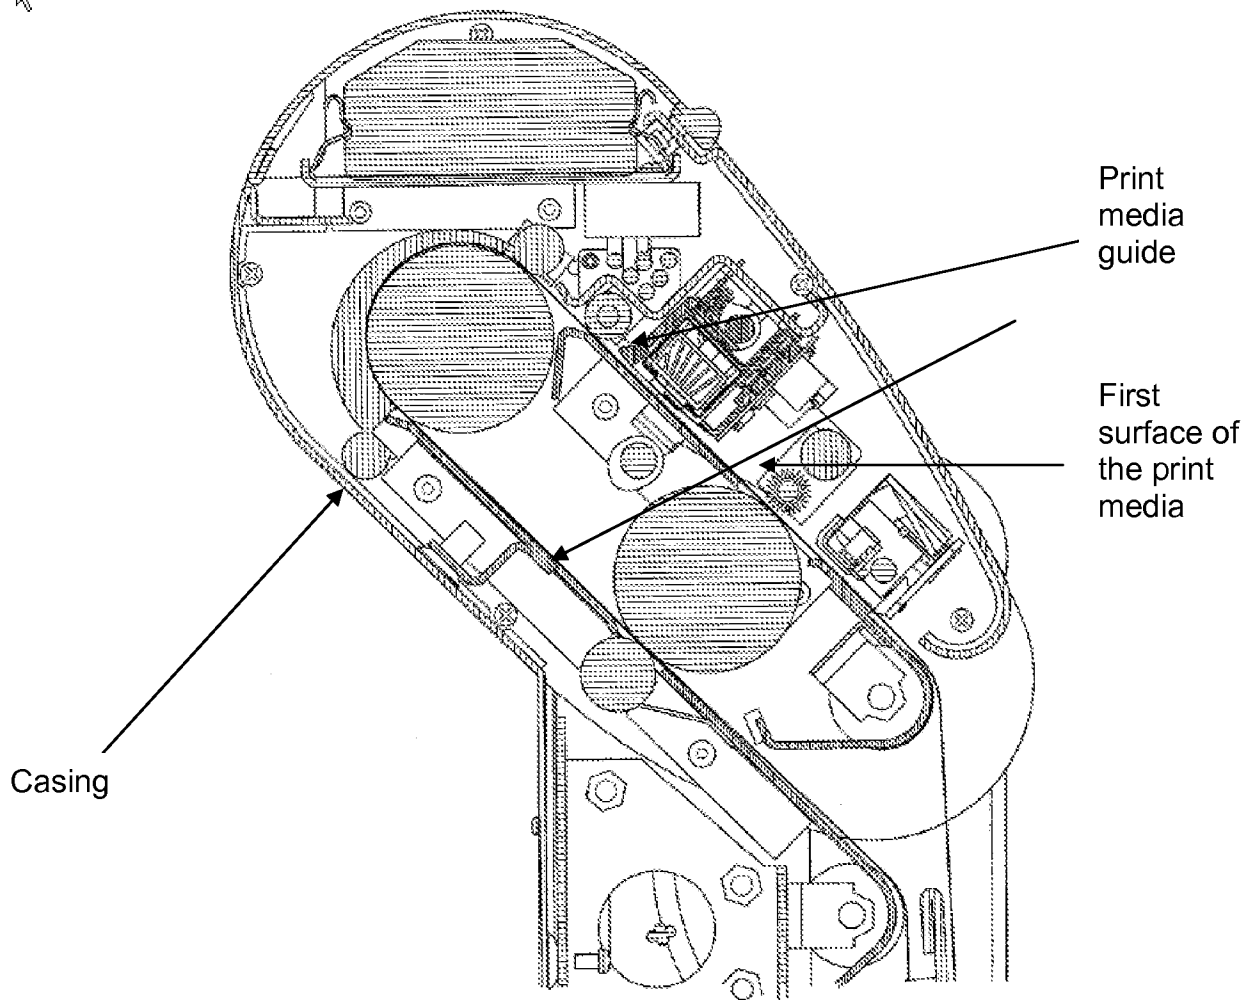 Print
media
guide
First
surface of
the print
media
Casing